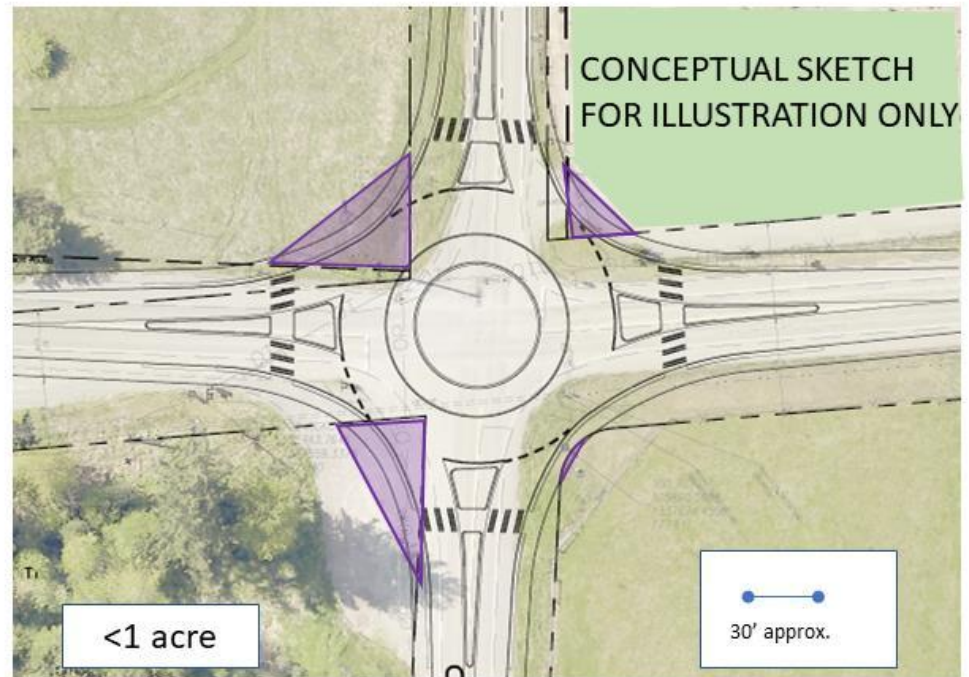 CONCEPTUAL SKETCH
FOR ILLUSTRATION ONLY
<1 acre
30' approx.